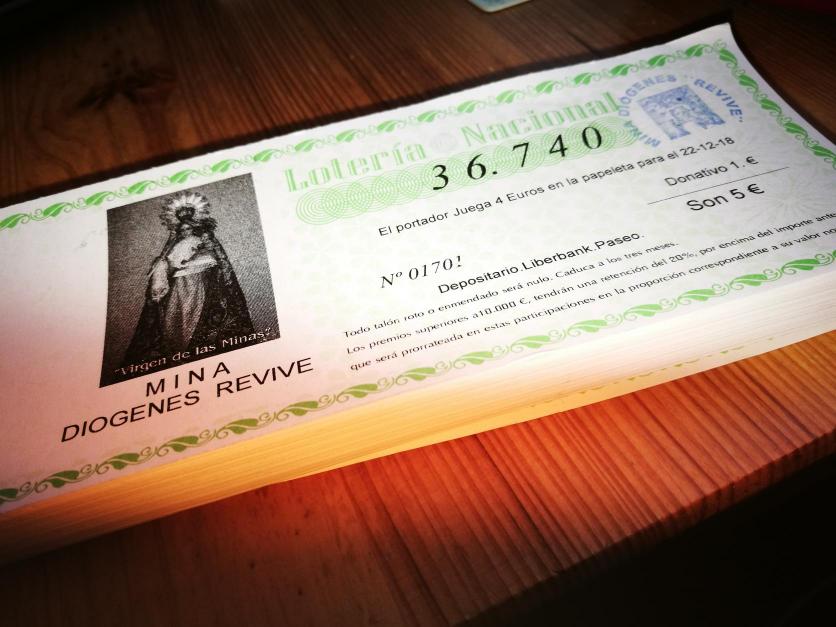 "Virgen de las Minas".
MINA
DIOGENES REVIVE
Lotería Nacional
MINA DIOGENES "REVIVE"
36.740
El portador Juega 4 Euros en la papeleta para el 22-12-18
Donativo 1. €
Son 5 €
Nº 01701
Depositario.Liberbank.Paseo.
Todo talón roto o enmendado será nulo. Caduca a los tres meses.
Los premios superiores a10.000 €, tendrán una retención del 20%, por encima del importe
que será prorrateada en estas participaciones en la proporción correspondiente a su valor